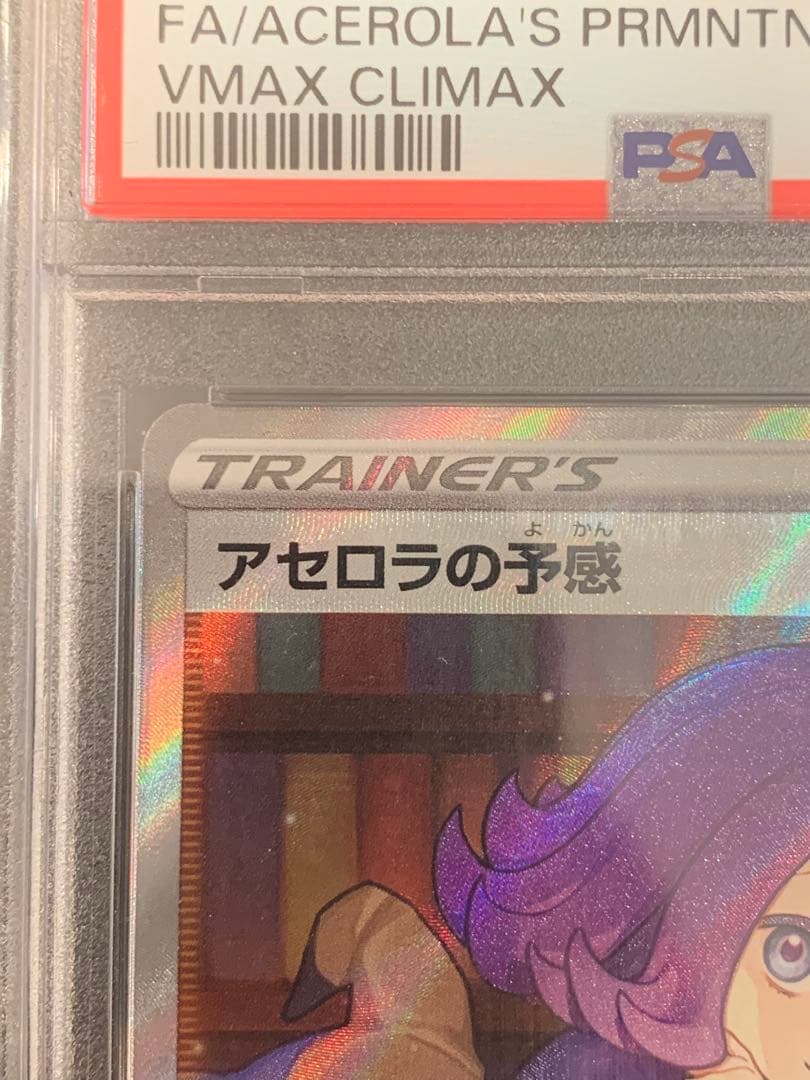 FA/ACEROLA'S PRMNTN
VMAX CLIMAX
PSA
TRAINER'S
よ かん
アセロラの予感